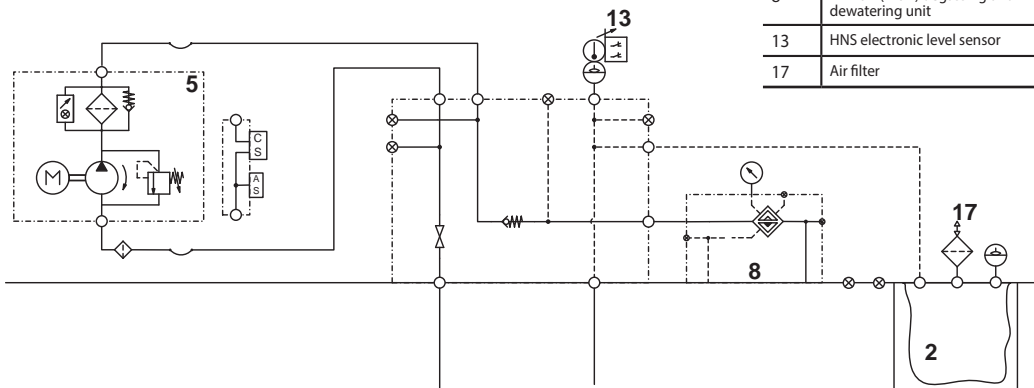 dewatering unit
13 HNS electronic level sensor
17 Air filter
13
5
C
S
A
S
M
17
8
2